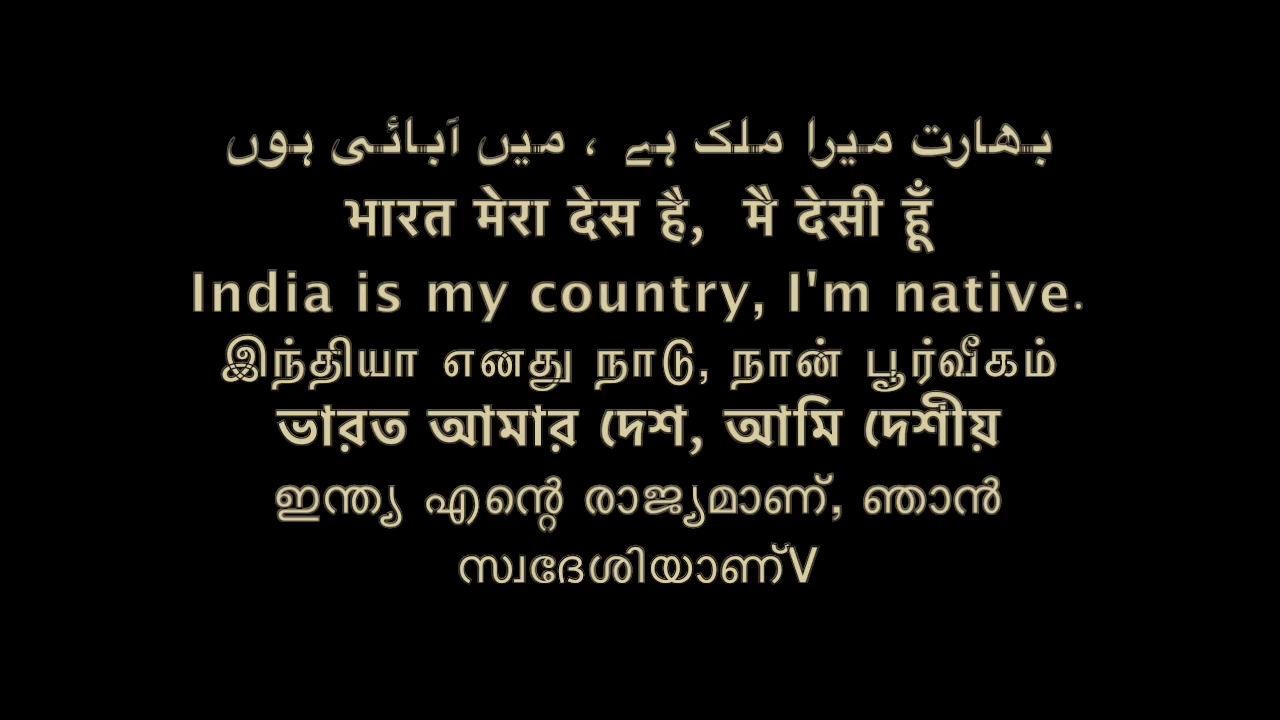 بھارت میرا ملک ہے ، میں آبائی ہوں
भारत मेरा देस है, मै देसी हूँ
India is my country, I'm native.
இந்தியா எனது நாடு, நான் பூர்வீகம்
ভারত আমার দেশ, আমি দেশীয়
ഇന്ത്യ എന്റെ രാജ്യമാണ്, ഞാൻ
സ്വദേശിയാണ്V